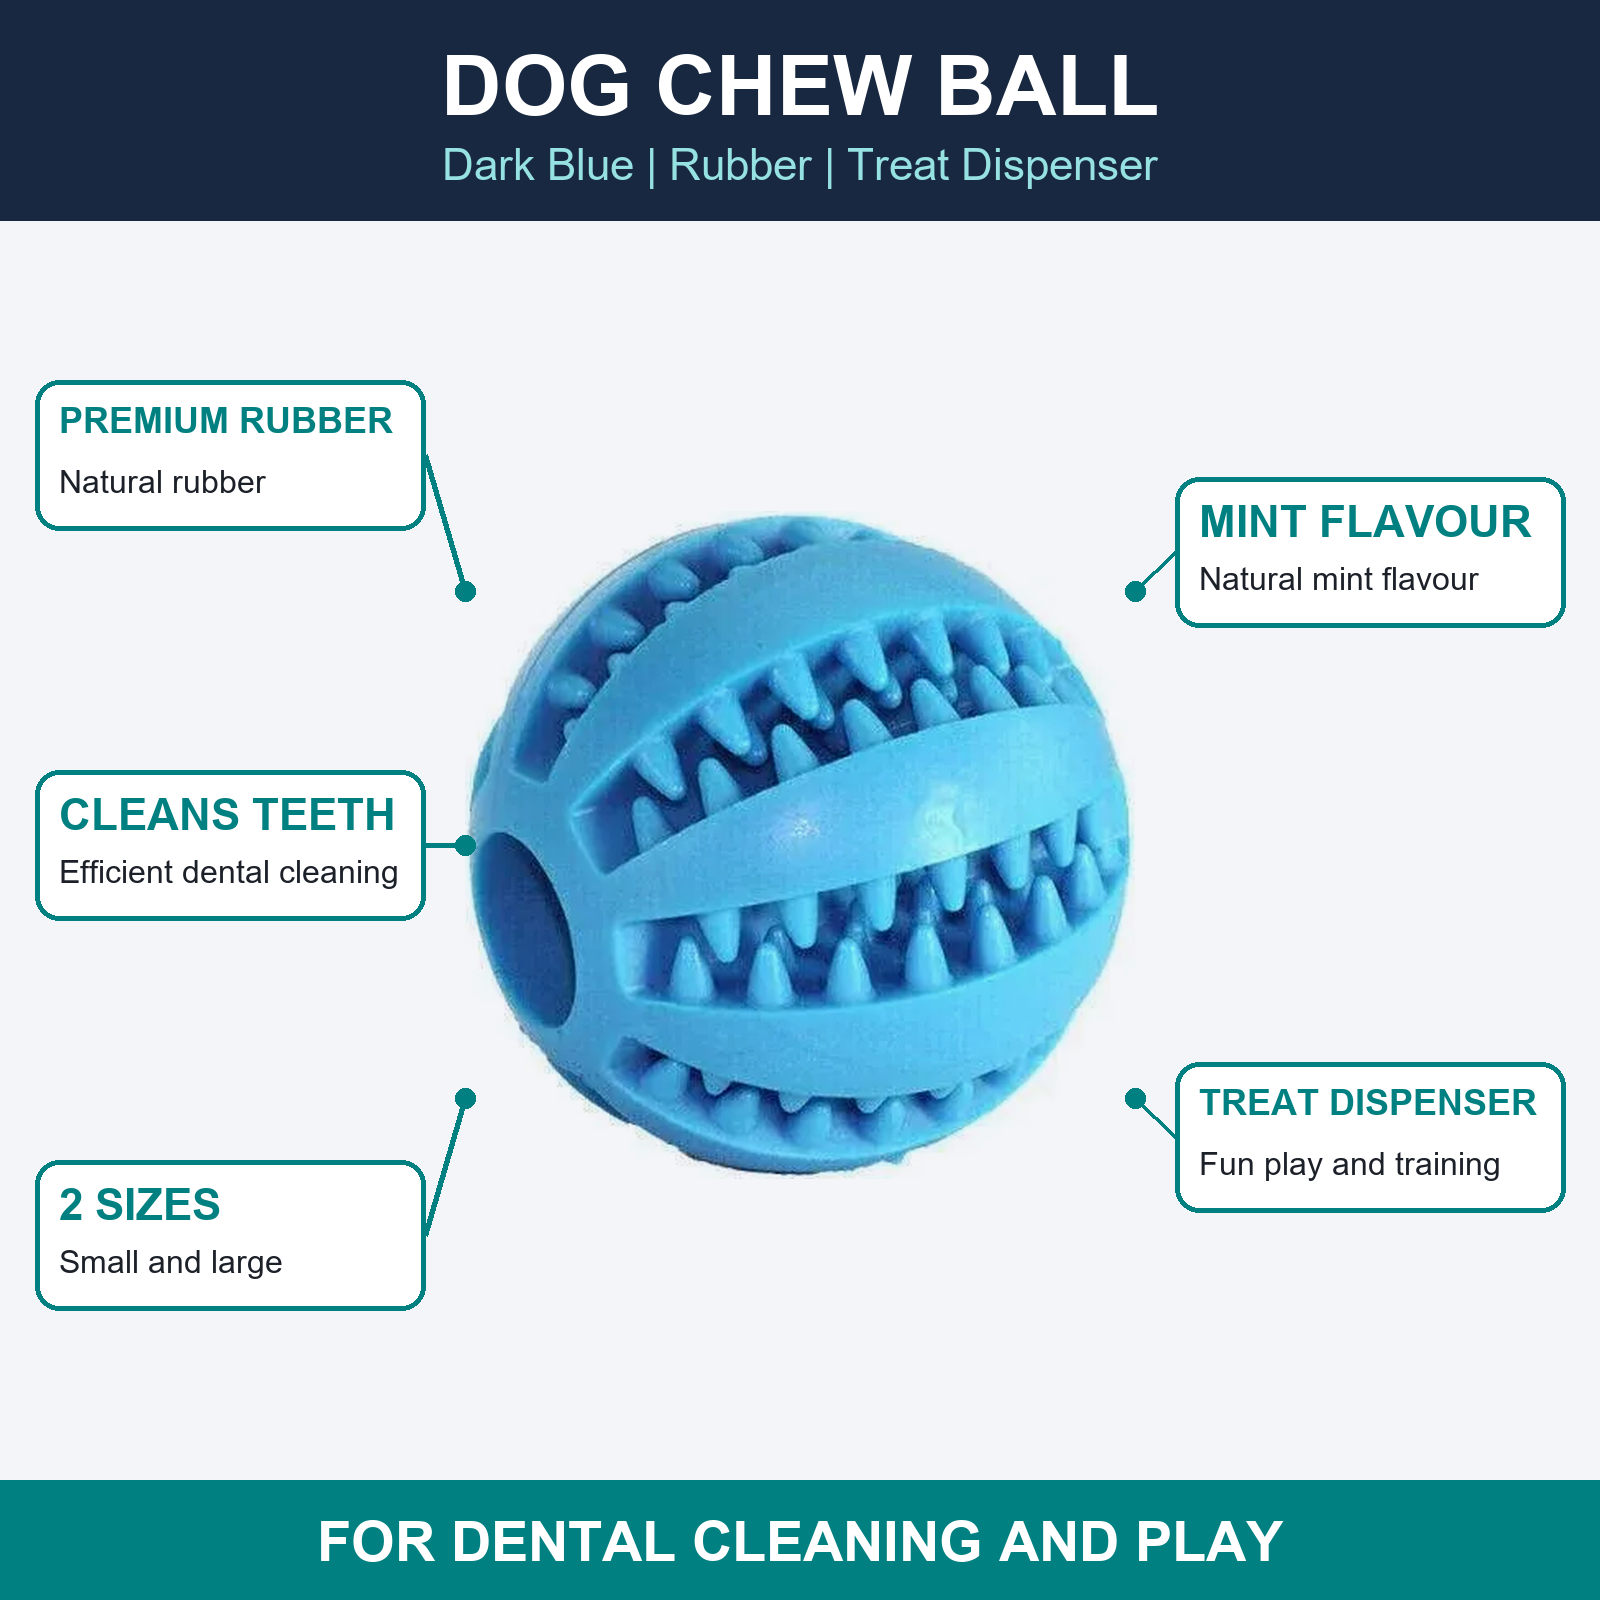 DOG CHEW BALL
Dark Blue | Rubber | Treat Dispenser
PREMIUM RUBBER
Natural rubber
MINT FLAVOUR
Natural mint flavour
CLEANS TEETH
Efficient dental cleaning
TREAT DISPENSER
Fun play and training
2 SIZES
Small and large
FOR DENTAL CLEANING AND PLAY